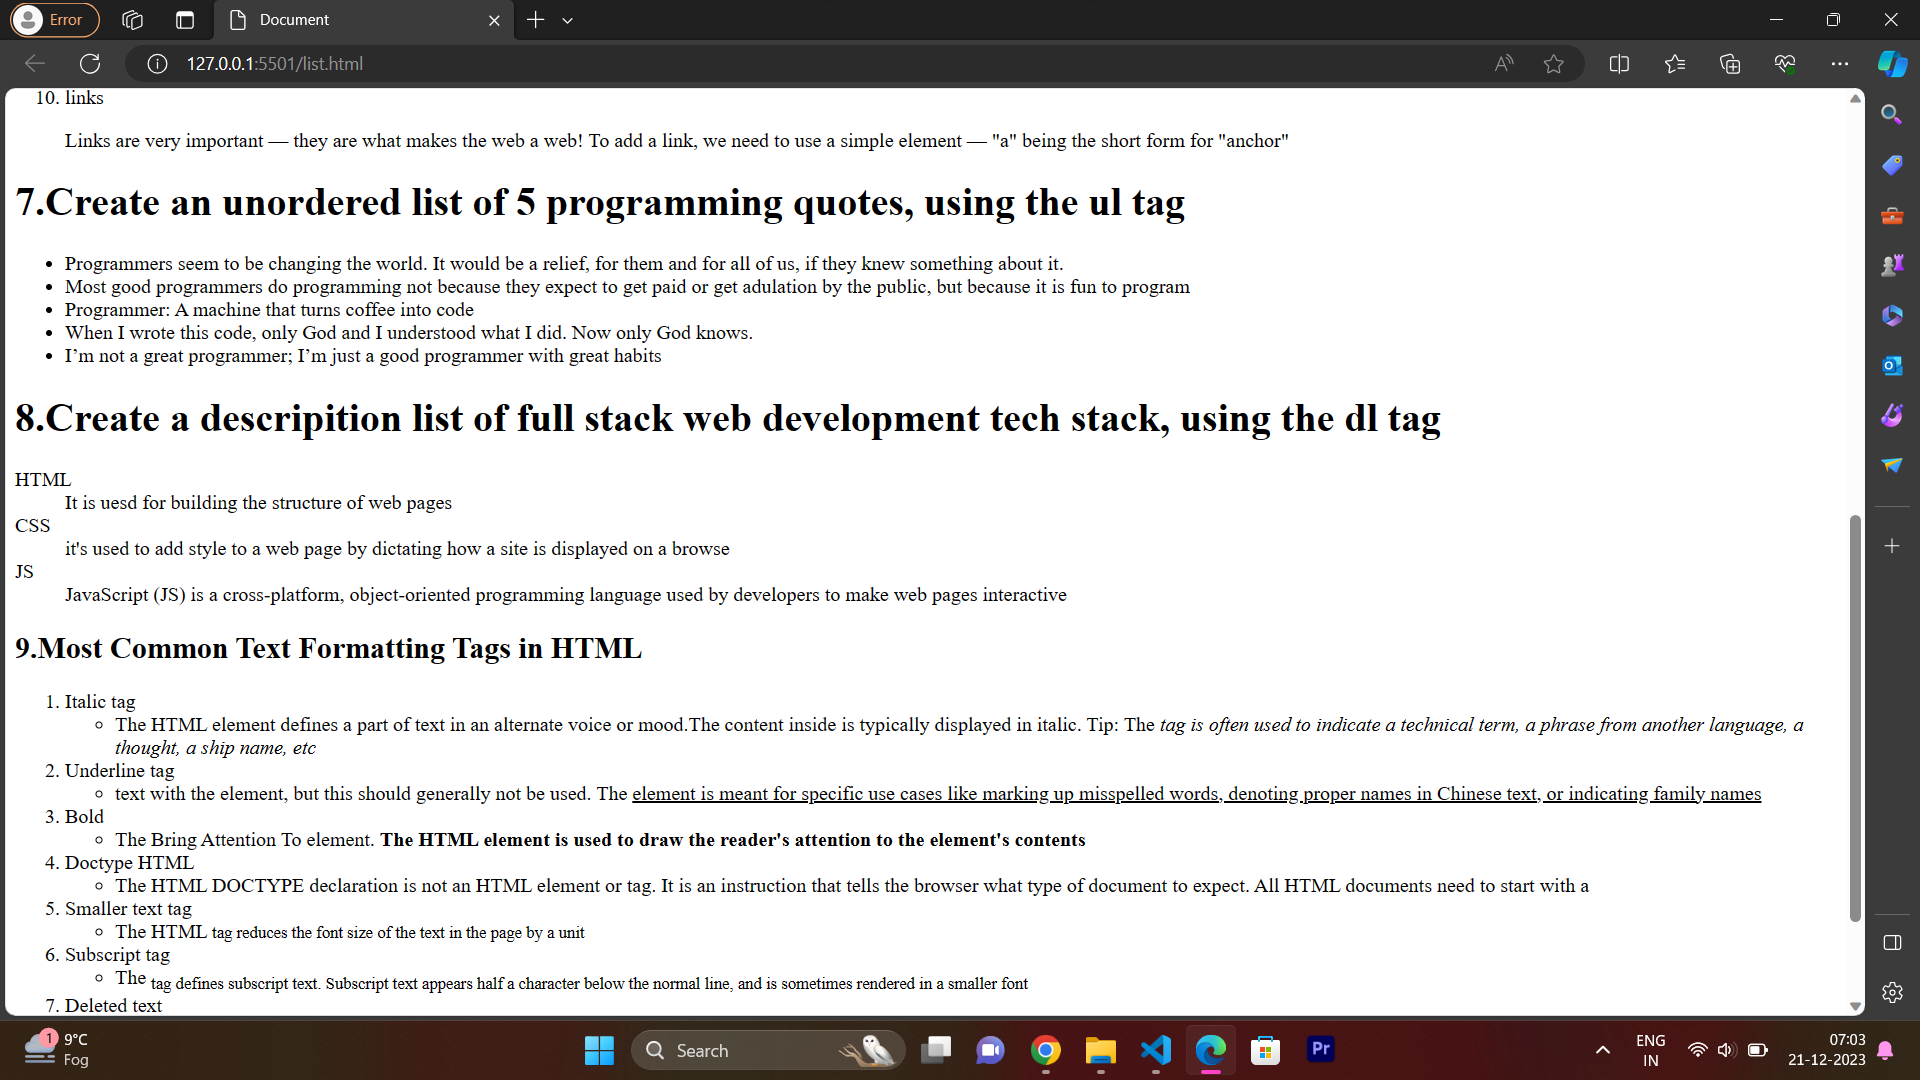 Error
Document
127.0.0.1:5501/list.html
10. links
Links are very important — they are what makes the web a web! To add a link, we need to use a simple element — "a" being the short form for "anchor"
7.Create an unordered list of 5 programming quotes, using the ul tag
• Programmers seem to be changing the world. It would be a relief, for them and for all of us, if they knew something about it.
• Most good programmers do programming not because they expect to get paid or get adulation by the public, but because it is fun to program
• Programmer: A machine that turns coffee into code
• When I wrote this code, only God and I understood what I did. Now only God knows.
• I’m not a great programmer; I’m just a good programmer with great habits
8.Create a descripition list of full stack web development tech stack, using the dl tag
HTML
It is uesd for building the structure of web pages
CSS
it's used to add style to a web page by dictating how a site is displayed on a browse
JS
JavaScript (JS) is a cross-platform, object-oriented programming language used by developers to make web pages interactive
9.Most Common Text Formatting Tags in HTML
1. Italic tag
◦ The HTML element defines a part of text in an alternate voice or mood.The content inside is typically displayed in italic. Tip: The tag is often used to indicate a technical term, a phrase from another language, a
thought, a ship name, etc
2. Underline tag
◦ text with the element, but this should generally not be used. The element is meant for specific use cases like marking up misspelled words, denoting proper names in Chinese text, or indicating family names
3. Bold
◦ The Bring Attention To element. The HTML element is used to draw the reader's attention to the element's contents
4. Doctype HTML
◦ The HTML DOCTYPE declaration is not an HTML element or tag. It is an instruction that tells the browser what type of document to expect. All HTML documents need to start with a
5. Smaller text tag
◦ The HTML tag reduces the font size of the text in the page by a unit
6. Subscript tag
◦ The tag defines subscript text. Subscript text appears half a character below the normal line, and is sometimes rendered in a smaller font
7. Deleted text
1
9°C
Fog
Search
Pr
ENG
IN
07:03
21-12-2023